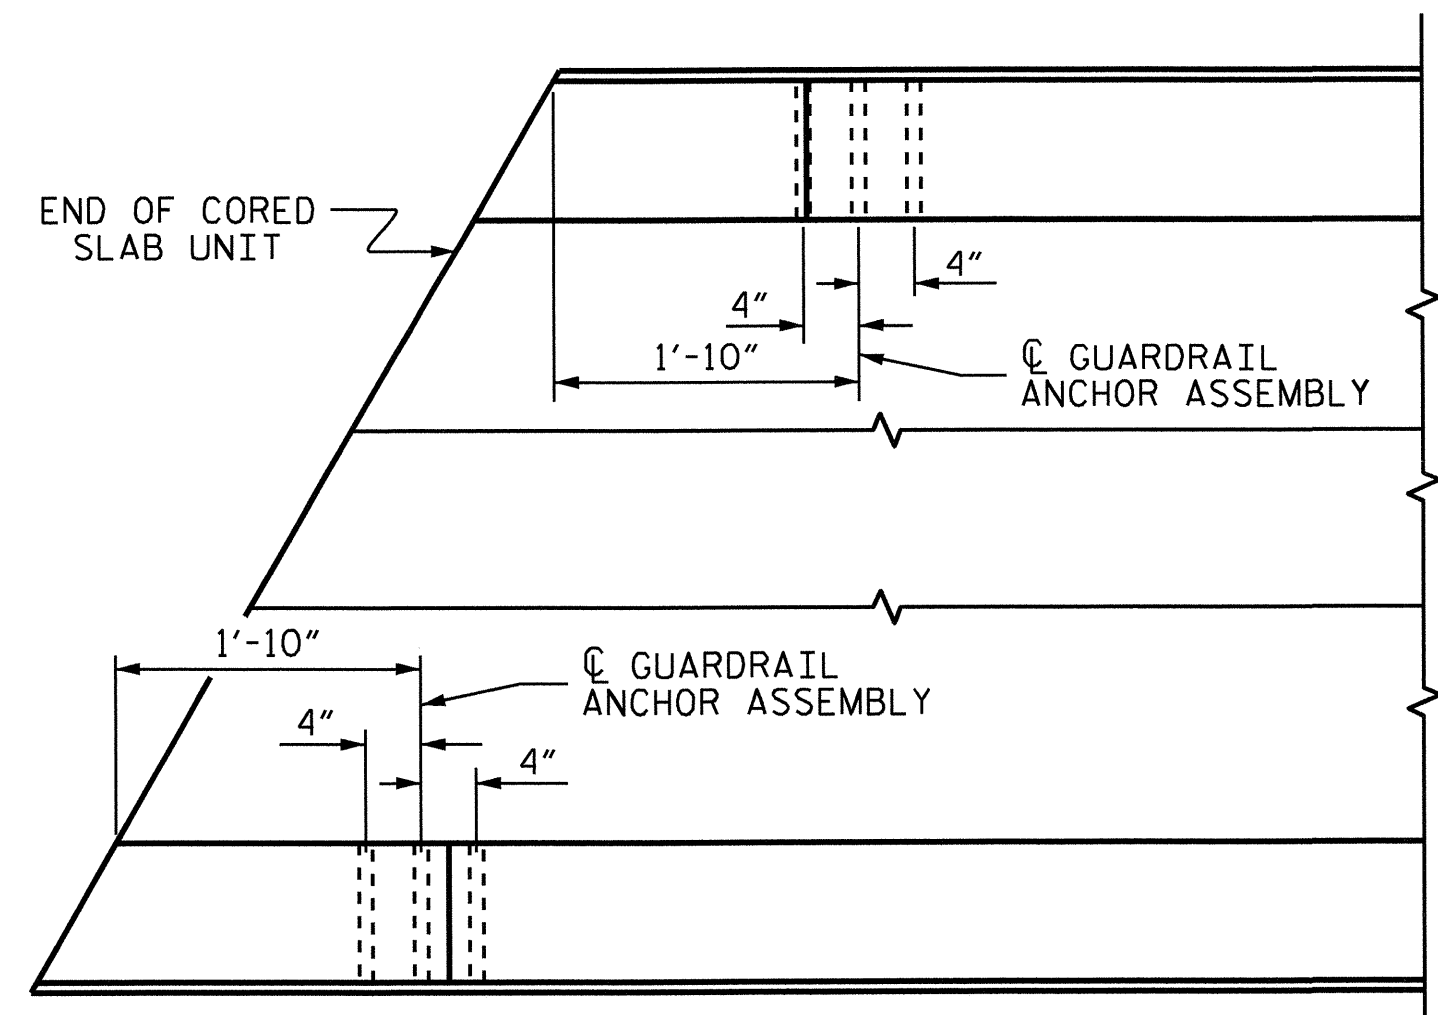 END OF CORED
SLAB UNIT
4″
4″
1′-10″
℄ GUARDRAIL
ANCHOR ASSEMBLY
1′-10″
℄ GUARDRAIL
ANCHOR ASSEMBLY
4″
4″